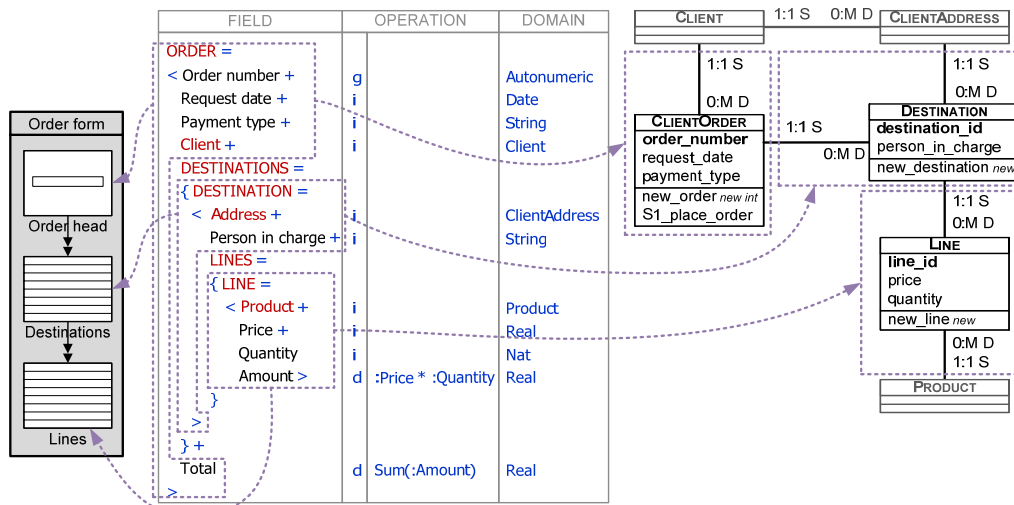 Order form
Order head
Destinations
Lines
FIELD OPERATION DOMAIN
ORDER =
< Order number + g Autonumeric
Request date + i Date
Payment type + i String
Client + i Client
DESTINATIONS =
{ DESTINATION =
< Address + i ClientAddress
Person in charge + i String
LINES =
{ LINE =
< Product + i Product
Price + i Real
Quantity i Nat
Amount > d :Price * :Quantity Real
}
>
} +
Total d Sum(:Amount) Real
>
CLIENT
1:1 S 0:M D
CLIENTADDRESS
1:1 S
0:M D
CLIENTORDER
order_number
request_date
payment_type
new_order new int
S1_place_order
1:1 S
0:M D
1:1 S
0:M D
DESTINATION
destination_id
person_in_charge
new_destination new
1:1 S
0:M D
LINE
line_id
price
quantity
new_line new
0:M D
1:1 S
PRODUCT